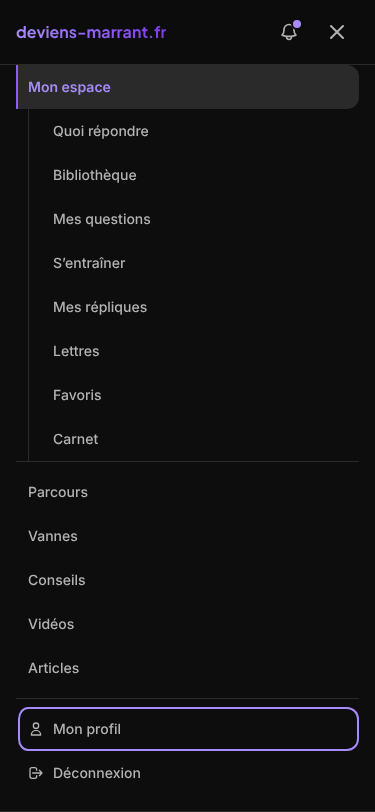 deviens-marrant.fr
Mon espace
Quoi répondre
Bibliothèque
Mes questions
S’entraîner
Mes répliques
Lettres
Favoris
Carnet
Parcours
Vannes
Conseils
Vidéos
Articles
Mon profil
Déconnexion